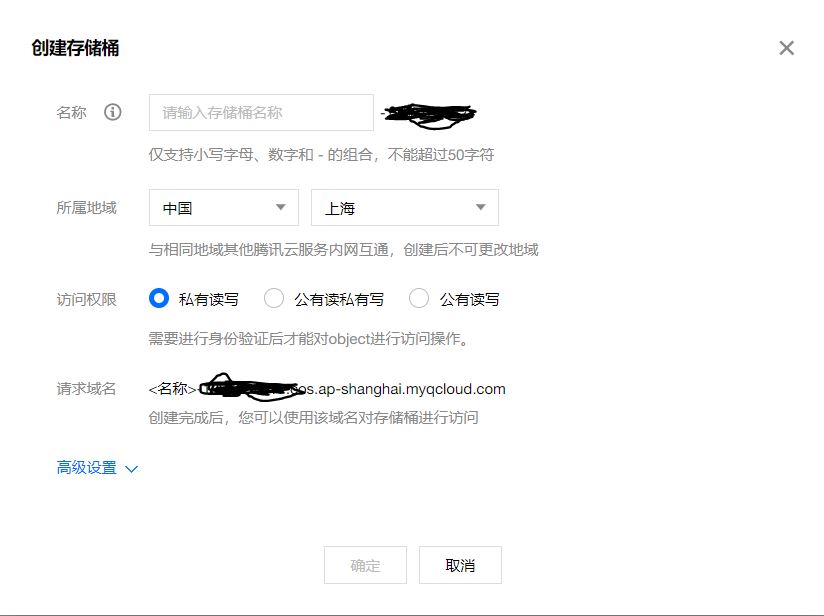 创建存储桶
名称 请输入存储桶名称 -
仅支持小写字母、数字和 - 的组合，不能超过50字符
所属地域 中国 上海
与相同地域其他腾讯云服务内网互通，创建后不可更改地域
访问权限 私有读写 公有读私有写 公有读写
需要进行身份验证后才能对object进行访问操作。
请求域名 <名称>-.cos.ap-shanghai.myqcloud.com
创建完成后，您可以使用该域名对存储桶进行访问
高级设置
确定 取消